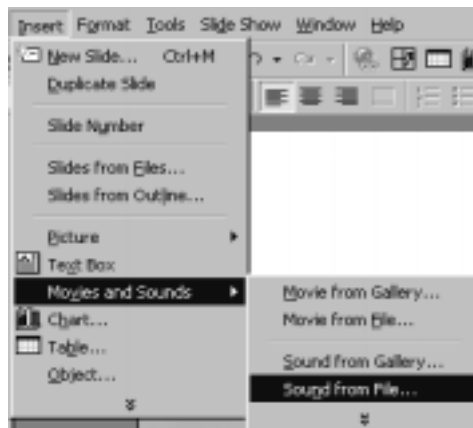 Insert Format Tools Slide Show Window Help
New Slide... Ctrl+M
Duplicate Slide
Slide Number
Slides from Files...
Slides from Outline...
Picture
Text Box
Movies and Sounds
Movie from Gallery...
Chart...
Movie from File...
Table...
Sound from Gallery...
Object...
Sound from File...